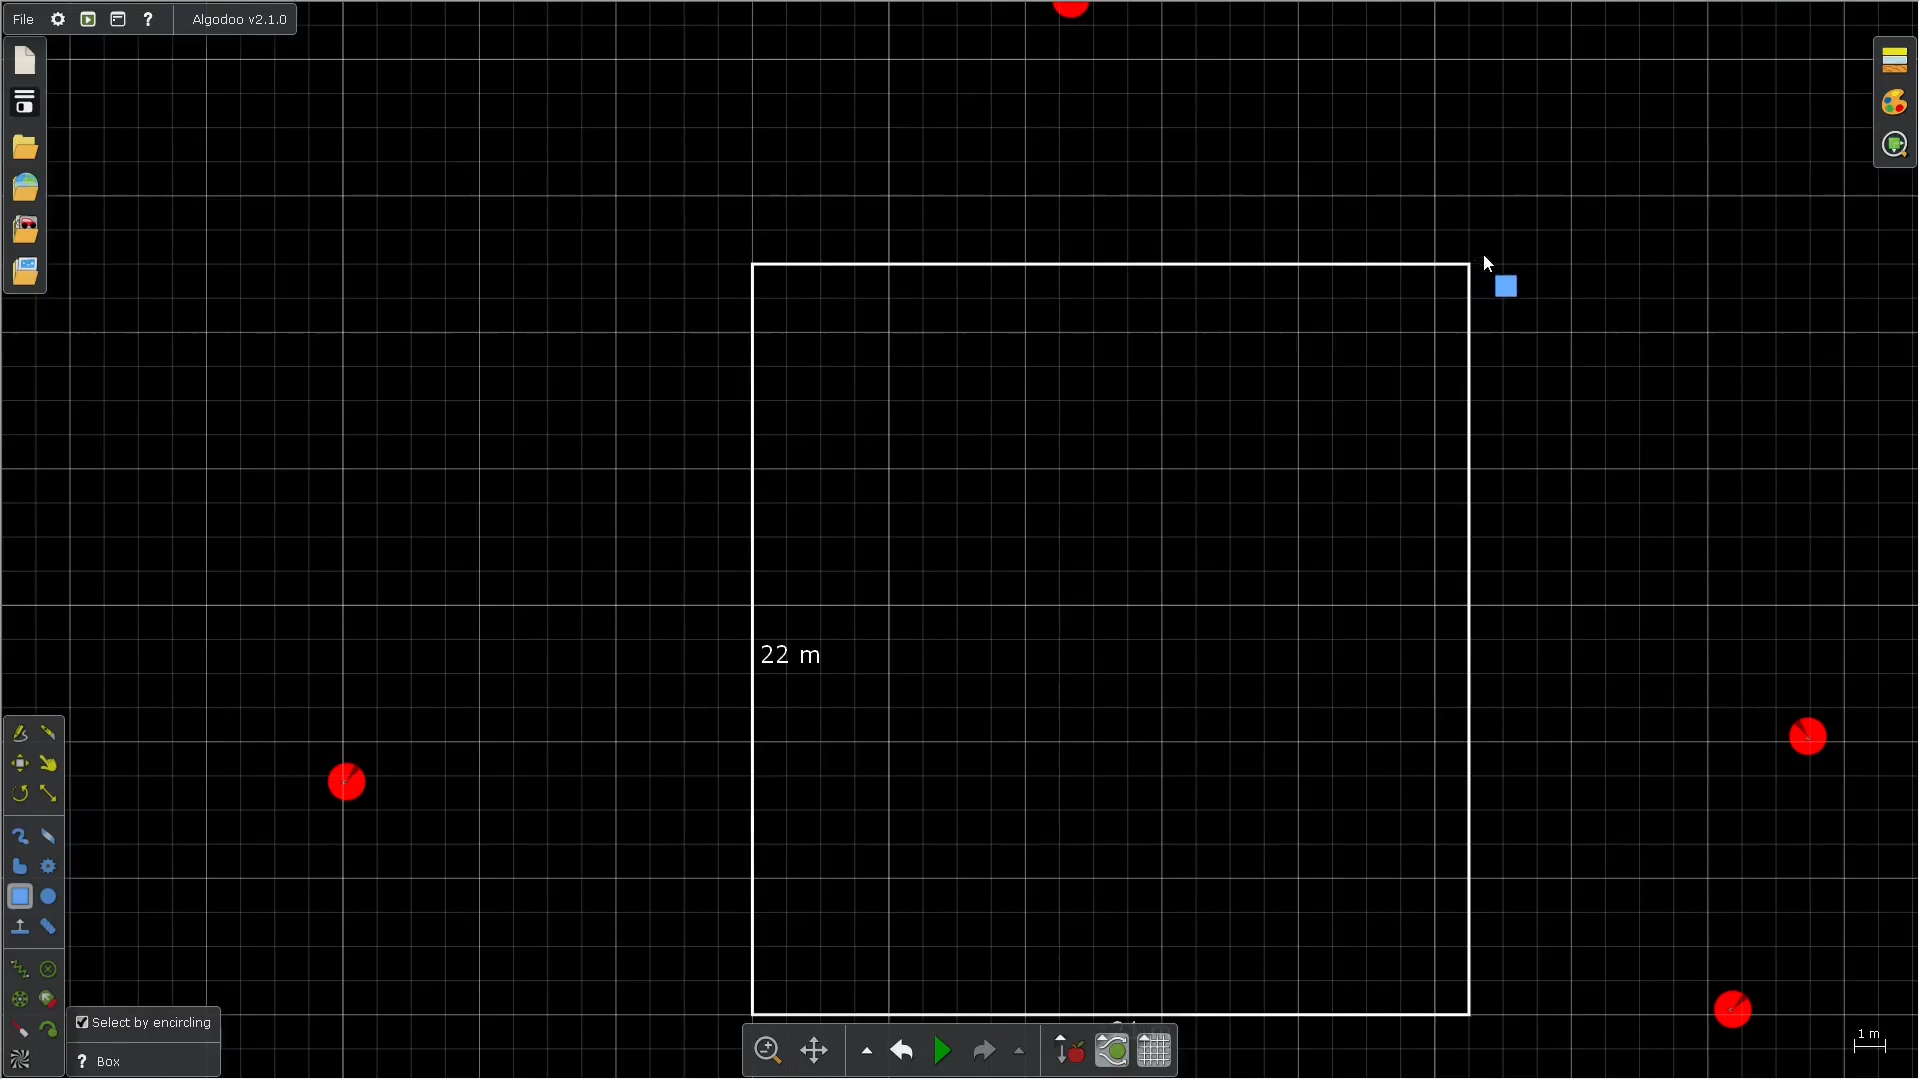 File ? Algodoo v2.1.0
22 m
1 m
Select by encircling
? Box